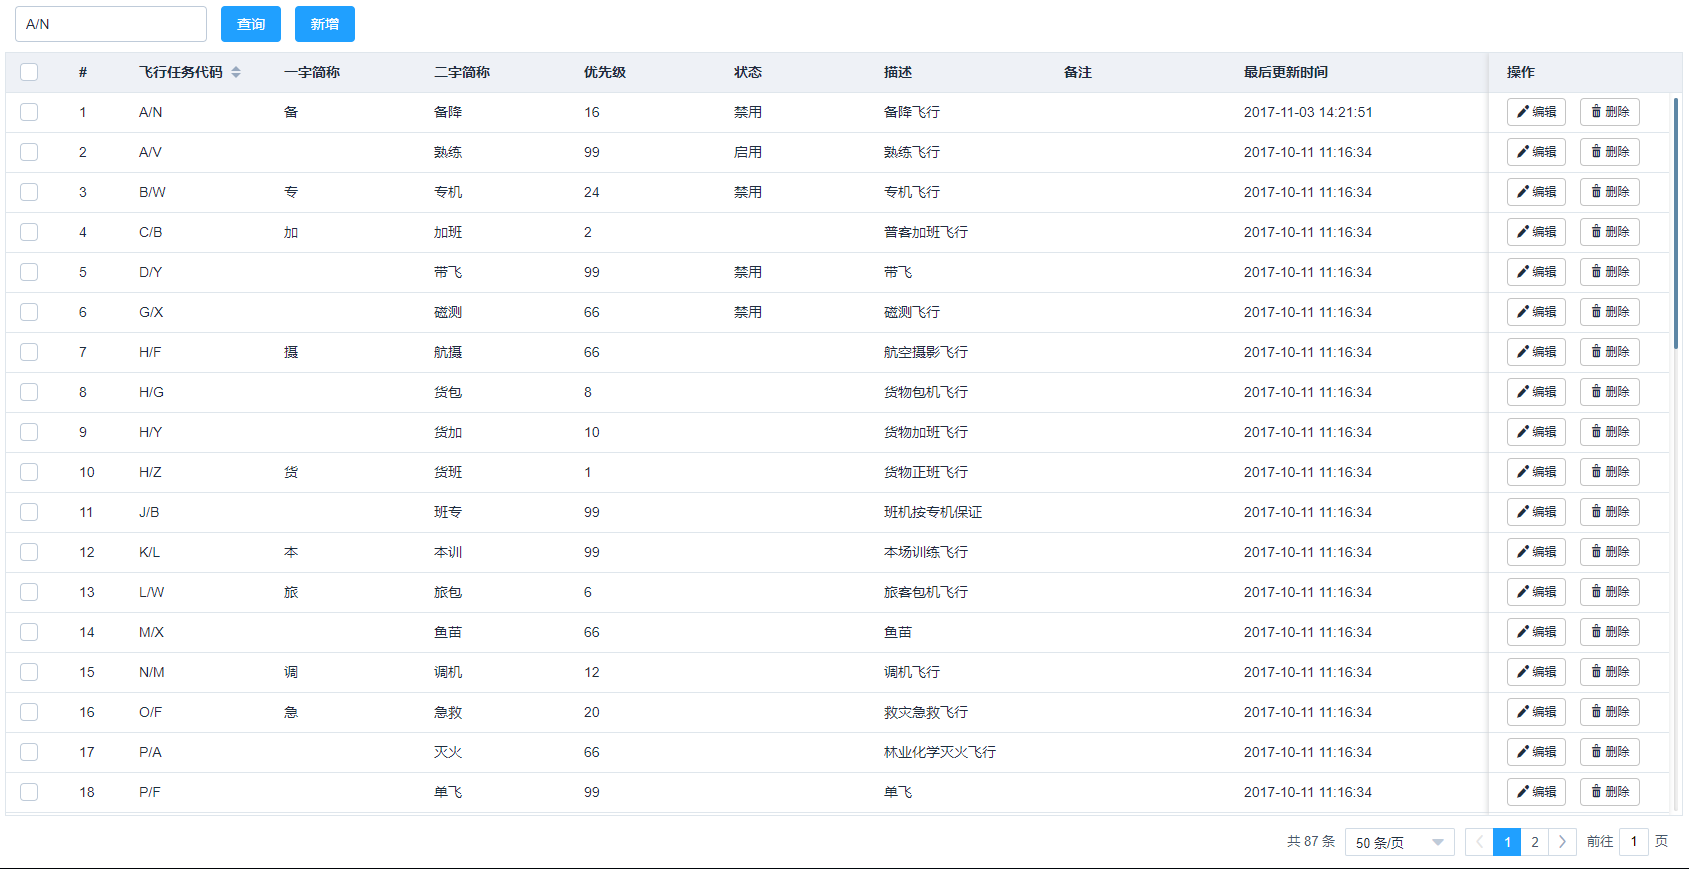 A/N 查询 新增
# 飞行任务代码 一字简称 二字简称 优先级 状态 描述 备注 最后更新时间 操作
1 A/N 备 备降 16 禁用 备降飞行 2017-11-03 14:21:51 编辑 删除
2 A/V 熟练 99 启用 熟练飞行 2017-10-11 11:16:34 编辑 删除
3 B/W 专 专机 24 禁用 专机飞行 2017-10-11 11:16:34 编辑 删除
4 C/B 加 加班 2 普客加班飞行 2017-10-11 11:16:34 编辑 删除
5 D/Y 带飞 99 禁用 带飞 2017-10-11 11:16:34 编辑 删除
6 G/X 磁测 66 禁用 磁测飞行 2017-10-11 11:16:34 编辑 删除
7 H/F 摄 航摄 66 航空摄影飞行 2017-10-11 11:16:34 编辑 删除
8 H/G 货包 8 货物包机飞行 2017-10-11 11:16:34 编辑 删除
9 H/Y 货加 10 货物加班飞行 2017-10-11 11:16:34 编辑 删除
10 H/Z 货 货班 1 货物正班飞行 2017-10-11 11:16:34 编辑 删除
11 J/B 班专 99 班机按专机保证 2017-10-11 11:16:34 编辑 删除
12 K/L 本 本训 99 本场训练飞行 2017-10-11 11:16:34 编辑 删除
13 L/W 旅 旅包 6 旅客包机飞行 2017-10-11 11:16:34 编辑 删除
14 M/X 鱼苗 66 鱼苗 2017-10-11 11:16:34 编辑 删除
15 N/M 调 调机 12 调机飞行 2017-10-11 11:16:34 编辑 删除
16 O/F 急 急救 20 救灾急救飞行 2017-10-11 11:16:34 编辑 删除
17 P/A 灭火 66 林业化学灭火飞行 2017-10-11 11:16:34 编辑 删除
18 P/F 单飞 99 单飞 2017-10-11 11:16:34 编辑 删除
共 87 条 50 条/页 1 2 前往 1 页